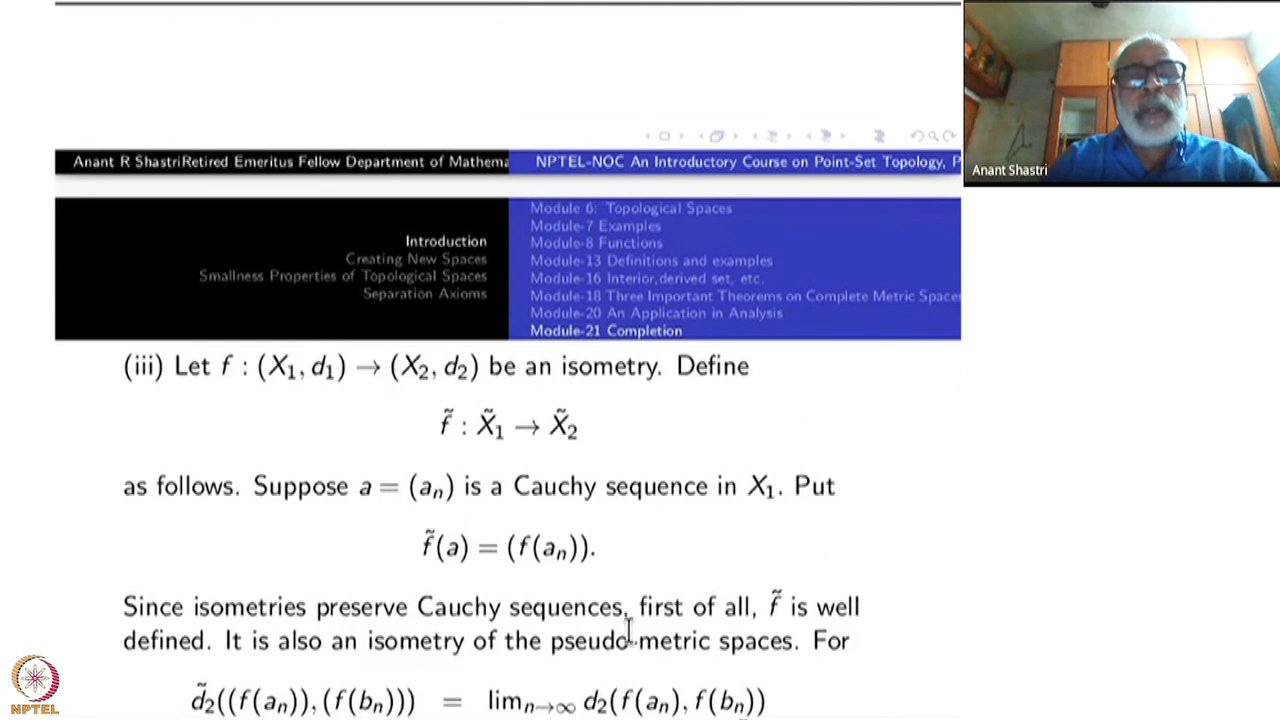 Anant R ShastriRetired Emeritus Fellow Department of Mathema
NPTEL-NOC An Introductory Course on Point-Set Topology, P
Anant Shastri
Introduction
Creating New Spaces
Smallness Properties of Topological Spaces
Separation Axioms
Module 6: Topological Spaces
Module-7 Examples
Module-8 Functions
Module-13 Definitions and examples
Module-16 Interior,derived set, etc.
Module-18 Three Important Theorems on Complete Metric Spaces
Module-20 An Application in Analysis
Module-21 Completion
(iii) Let f : (X₁, d₁) → (X₂, d₂) be an isometry. Define
f̃ : X̃₁ → X̃₂
as follows. Suppose a = (aₙ) is a Cauchy sequence in X₁. Put
f̃(a) = (f(aₙ)).
Since isometries preserve Cauchy sequences, first of all, f̃ is well
defined. It is also an isometry of the pseudo-metric spaces. For
d̃₂((f(aₙ)), (f(bₙ))) = limₙ→∞ d₂(f(aₙ), f(bₙ))
NPTEL